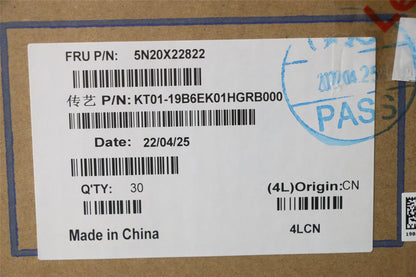 FRU P/N: 5N20X22822
传艺 P/N: KT01-19B6EK01HGRB000
Date: 22/04/25
Q'TY: 30
(4L)Origin:CN
Made in China
4LCN
PASS